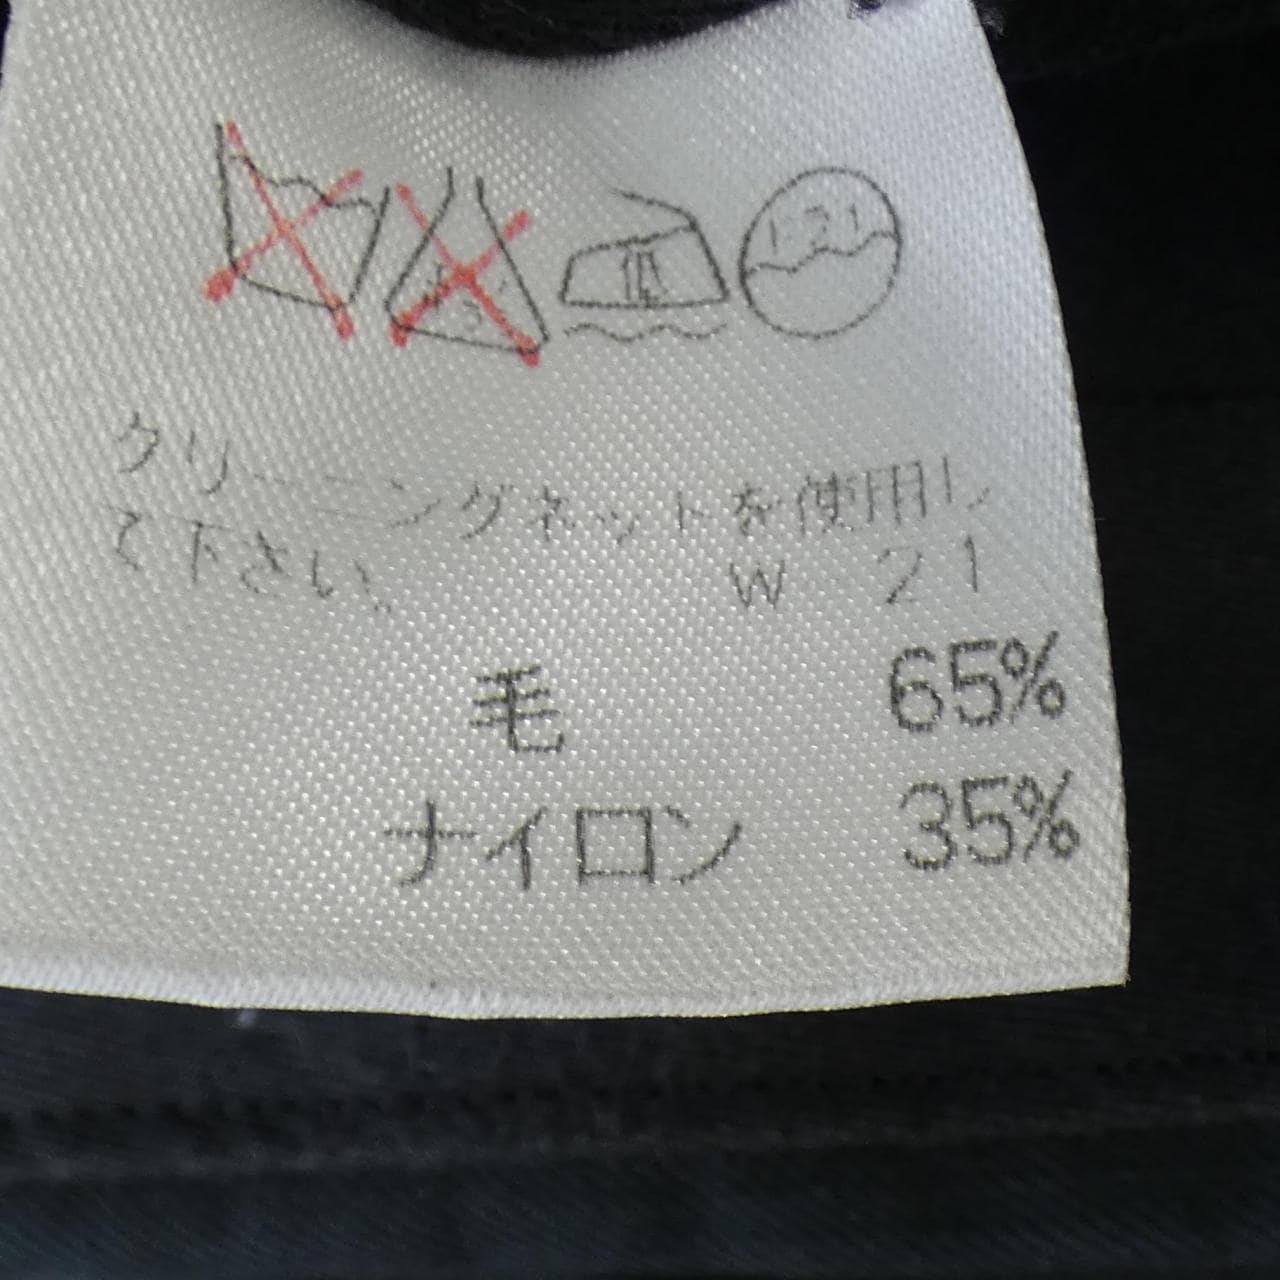 低
クリーニングネットを使用し
て下さい。
W 21
毛 65%
ナイロン 35%